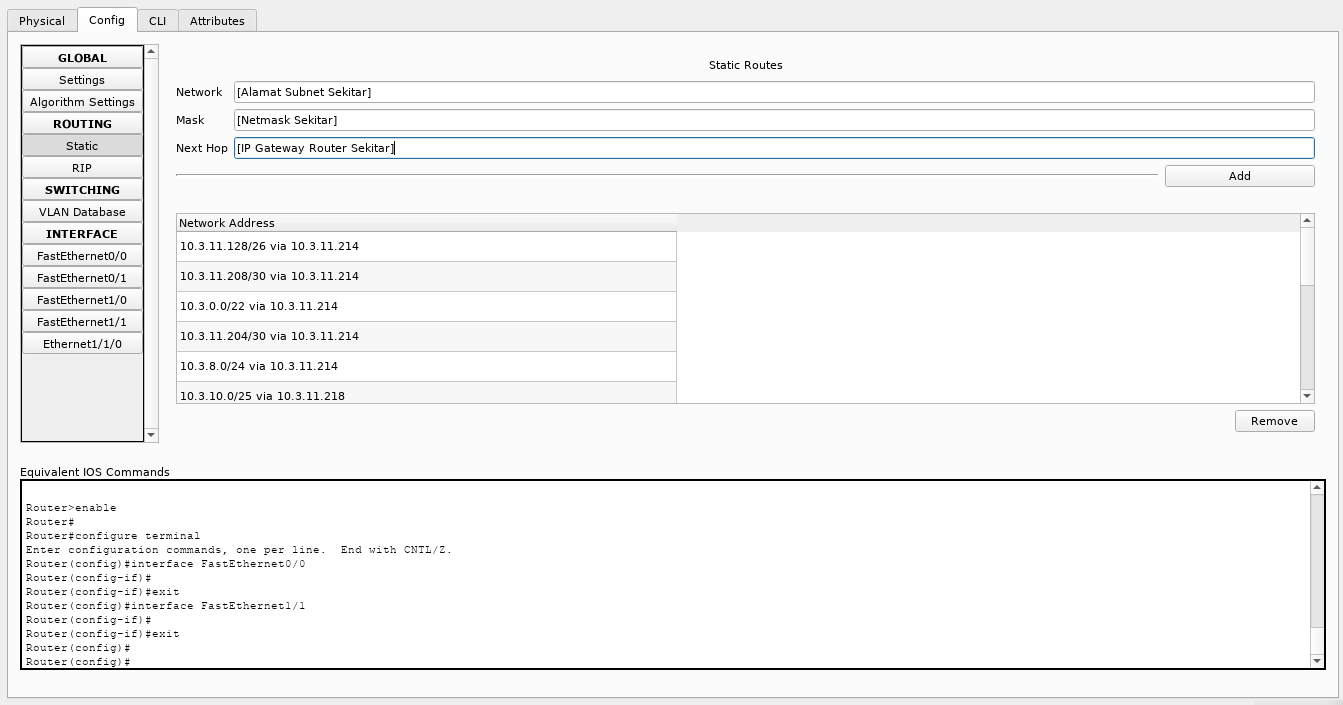 Physical Config CLI Attributes
GLOBAL
Settings
Algorithm Settings
ROUTING
Static
RIP
SWITCHING
VLAN Database
INTERFACE
FastEthernet0/0
FastEthernet0/1
FastEthernet1/0
FastEthernet1/1
Ethernet1/1/0
Static Routes
Network [Alamat Subnet Sekitar]
Mask [Netmask Sekitar]
Next Hop [IP Gateway Router Sekitar]
Add
Network Address
10.3.11.128/26 via 10.3.11.214
10.3.11.208/30 via 10.3.11.214
10.3.0.0/22 via 10.3.11.214
10.3.11.204/30 via 10.3.11.214
10.3.8.0/24 via 10.3.11.214
10.3.10.0/25 via 10.3.11.218
Remove
Equivalent IOS Commands
Router>enable
Router#
Router#configure terminal
Enter configuration commands, one per line.  End with CNTL/Z.
Router(config)#interface FastEthernet0/0
Router(config-if)#
Router(config-if)#exit
Router(config)#interface FastEthernet1/1
Router(config-if)#
Router(config-if)#exit
Router(config)#
Router(config)#